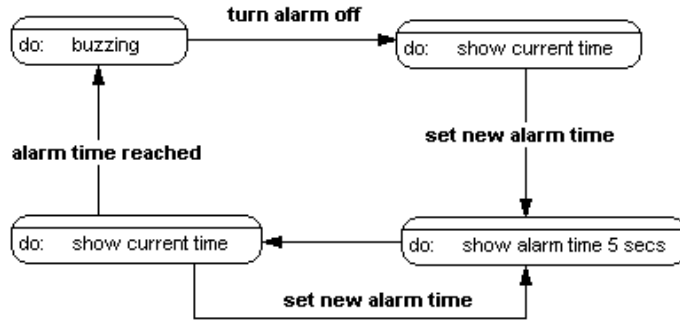 turn alarm off
do: buzzing
do: show current time
set new alarm time
alarm time reached
do: show current time
do: show alarm time 5 secs
set new alarm time